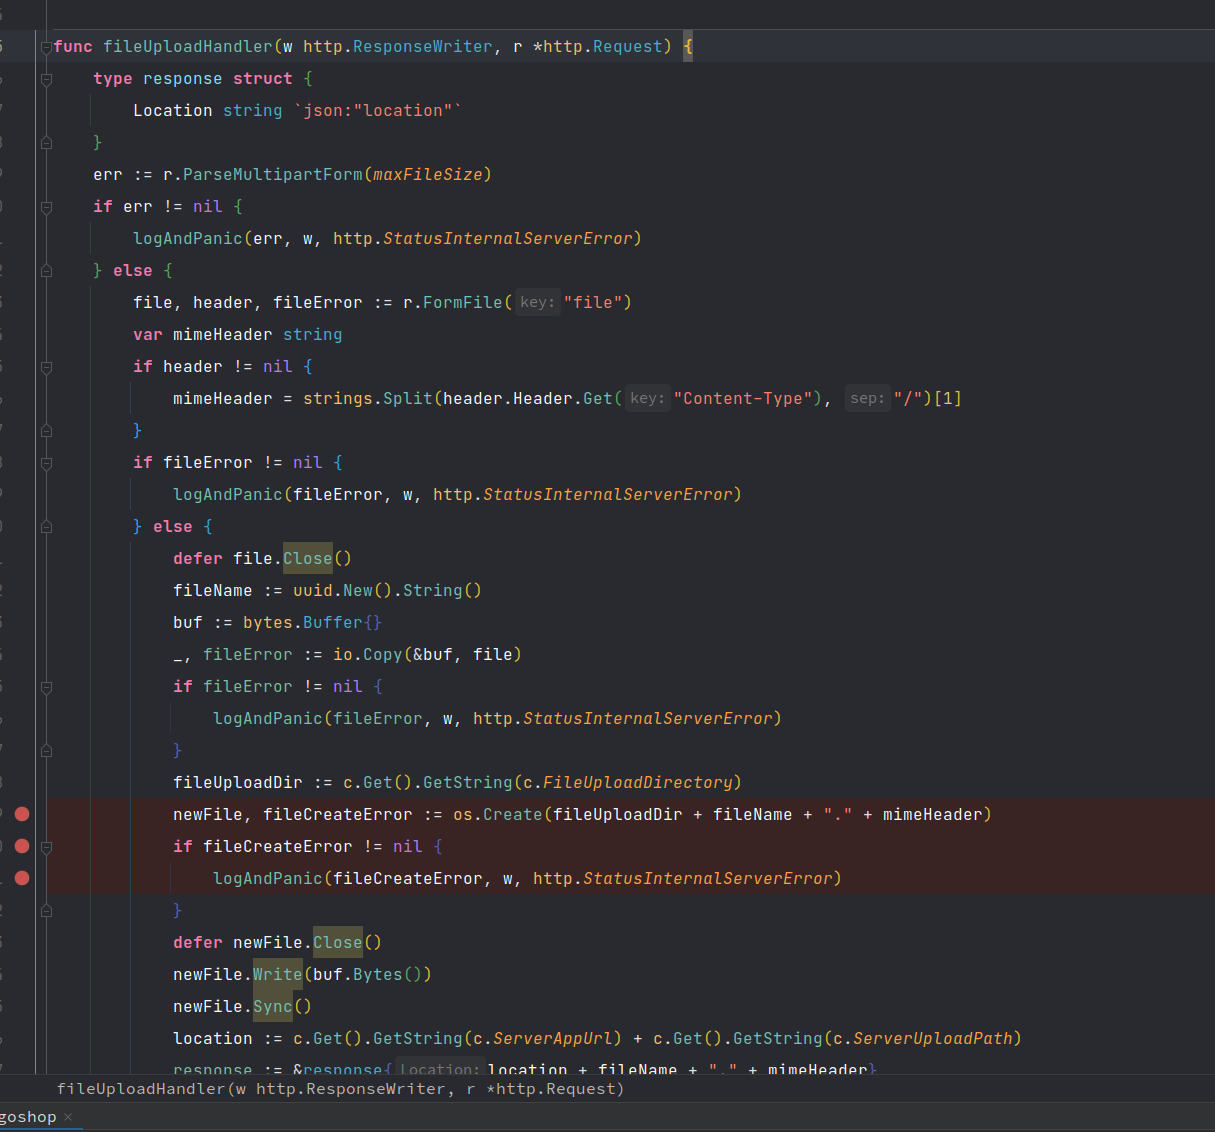 func fileUploadHandler(w http.ResponseWriter, r *http.Request) {
type response struct {
Location string `json:"location"`
}
err := r.ParseMultipartForm(maxFileSize)
if err != nil {
logAndPanic(err, w, http.StatusInternalServerError)
} else {
file, header, fileError := r.FormFile( key: "file")
var mimeHeader string
if header != nil {
mimeHeader = strings.Split(header.Header.Get( key: "Content-Type"), sep: "/")[1]
}
if fileError != nil {
logAndPanic(fileError, w, http.StatusInternalServerError)
} else {
defer file.Close()
fileName := uuid.New().String()
buf := bytes.Buffer{}
_, fileError := io.Copy(&buf, file)
if fileError != nil {
logAndPanic(fileError, w, http.StatusInternalServerError)
}
fileUploadDir := c.Get().GetString(c.FileUploadDirectory)
newFile, fileCreateError := os.Create(fileUploadDir + fileName + "." + mimeHeader)
if fileCreateError != nil {
logAndPanic(fileCreateError, w, http.StatusInternalServerError)
}
defer newFile.Close()
newFile.Write(buf.Bytes())
newFile.Sync()
location := c.Get().GetString(c.ServerAppUrl) + c.Get().GetString(c.ServerUploadPath)
response := &response{ Location: location + fileName + "." + mimeHeader}
fileUploadHandler(w http.ResponseWriter, r *http.Request)
goshop ×